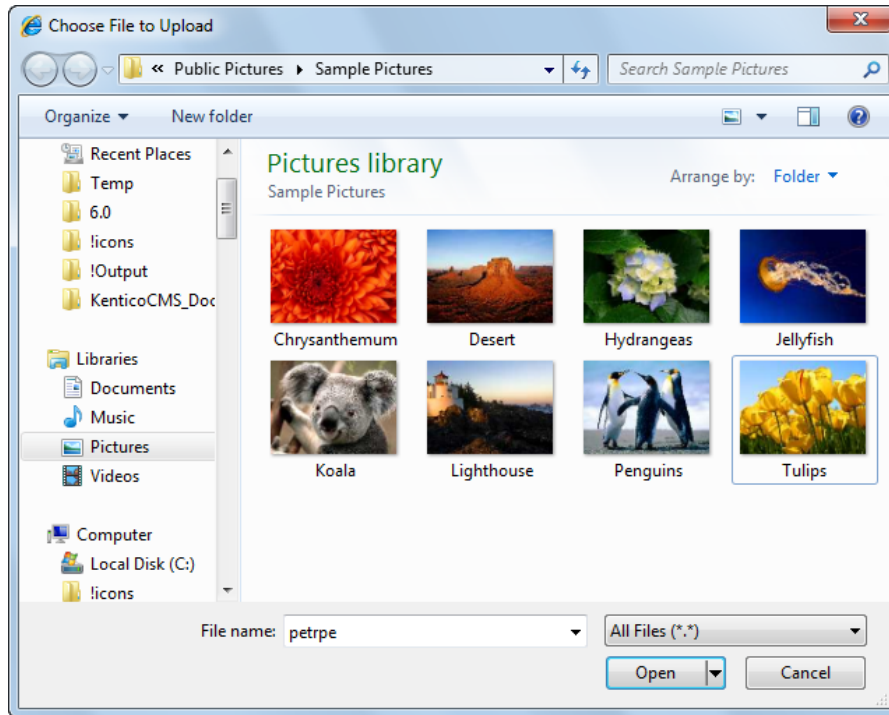 Choose File to Upload
« Public Pictures ▸ Sample Pictures
Search Sample Pictures
Organize
New folder
Recent Places
Temp
6.0
!icons
!Output
KenticoCMS_Doc
Libraries
Documents
Music
Pictures
Videos
Computer
Local Disk (C:)
!icons
Pictures library
Sample Pictures
Arrange by: Folder
Chrysanthemum
Desert
Hydrangeas
Jellyfish
Koala
Lighthouse
Penguins
Tulips
File name: petrpe
All Files (*.*)
Open
Cancel